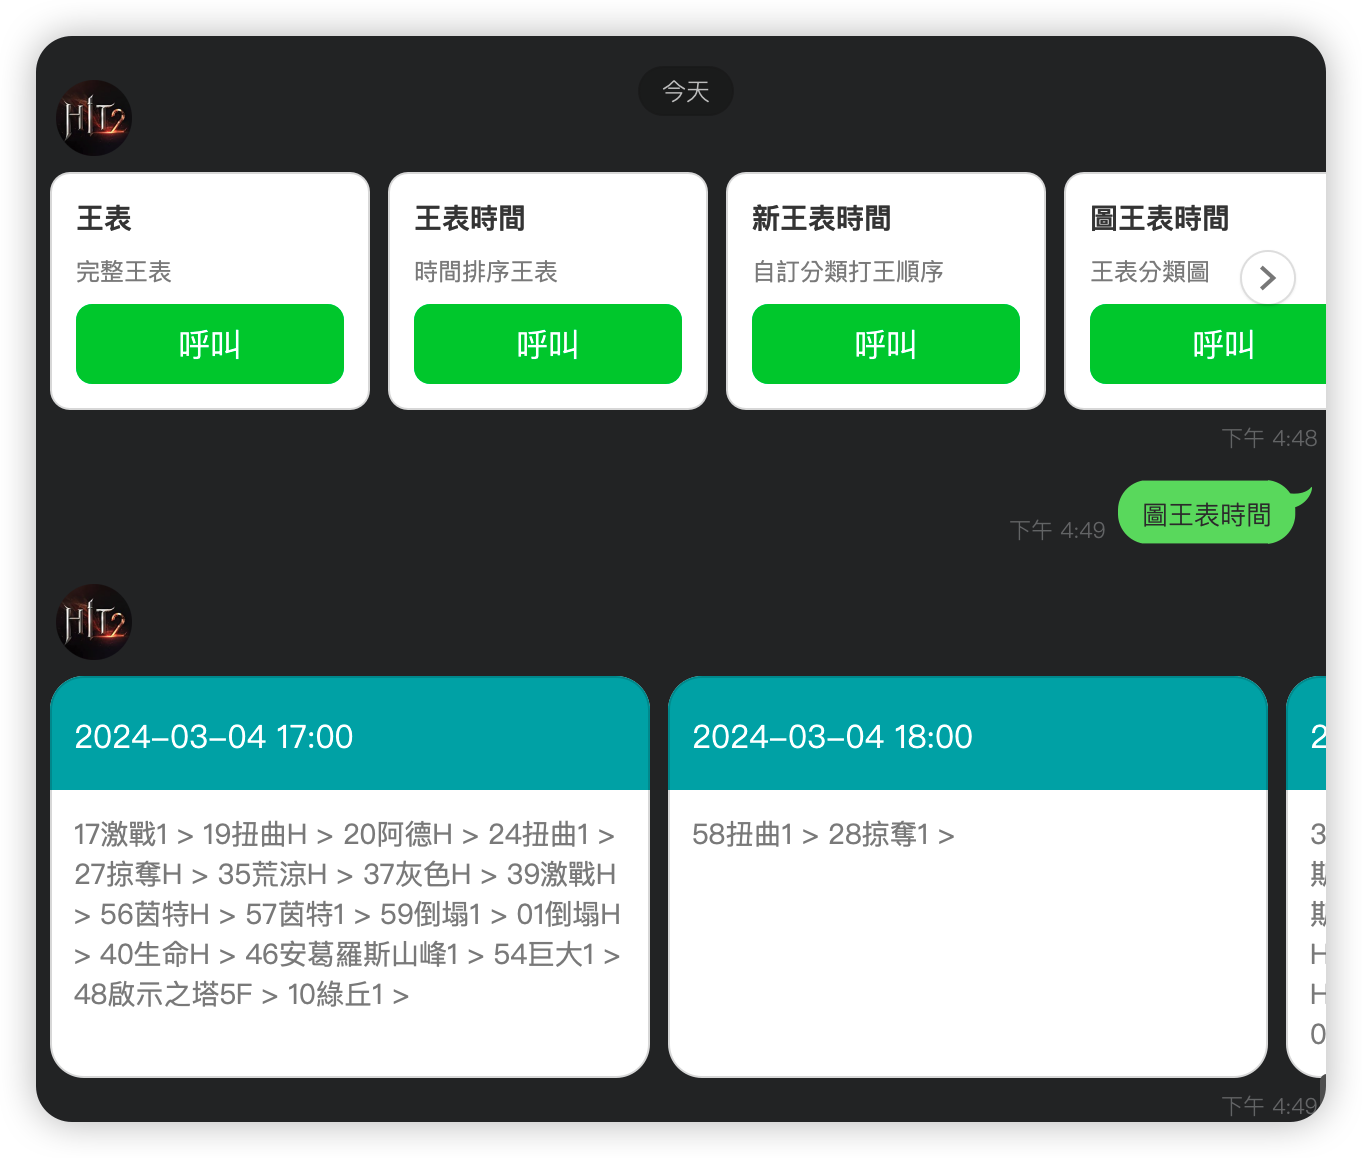 今天
HIT2
王表
完整王表
呼叫
王表時間
時間排序王表
呼叫
新王表時間
自訂分類打王順序
呼叫
圖王表時間
王表分類圖
呼叫
下午 4:48
圖王表時間
下午 4:49
HIT2
2024-03-04 17:00
17激戰1 > 19扭曲H > 20阿德H > 24扭曲1 >
27掠奪H > 35荒涼H > 37灰色H > 39激戰H
> 56茵特H > 57茵特1 > 59倒塌1 > 01倒塌H
> 40生命H > 46安葛羅斯山峰1 > 54巨大1 >
48啟示之塔5F > 10綠丘1 >
2024-03-04 18:00
58扭曲1 > 28掠奪1 >
2
3
H
H
0
下午 4:49